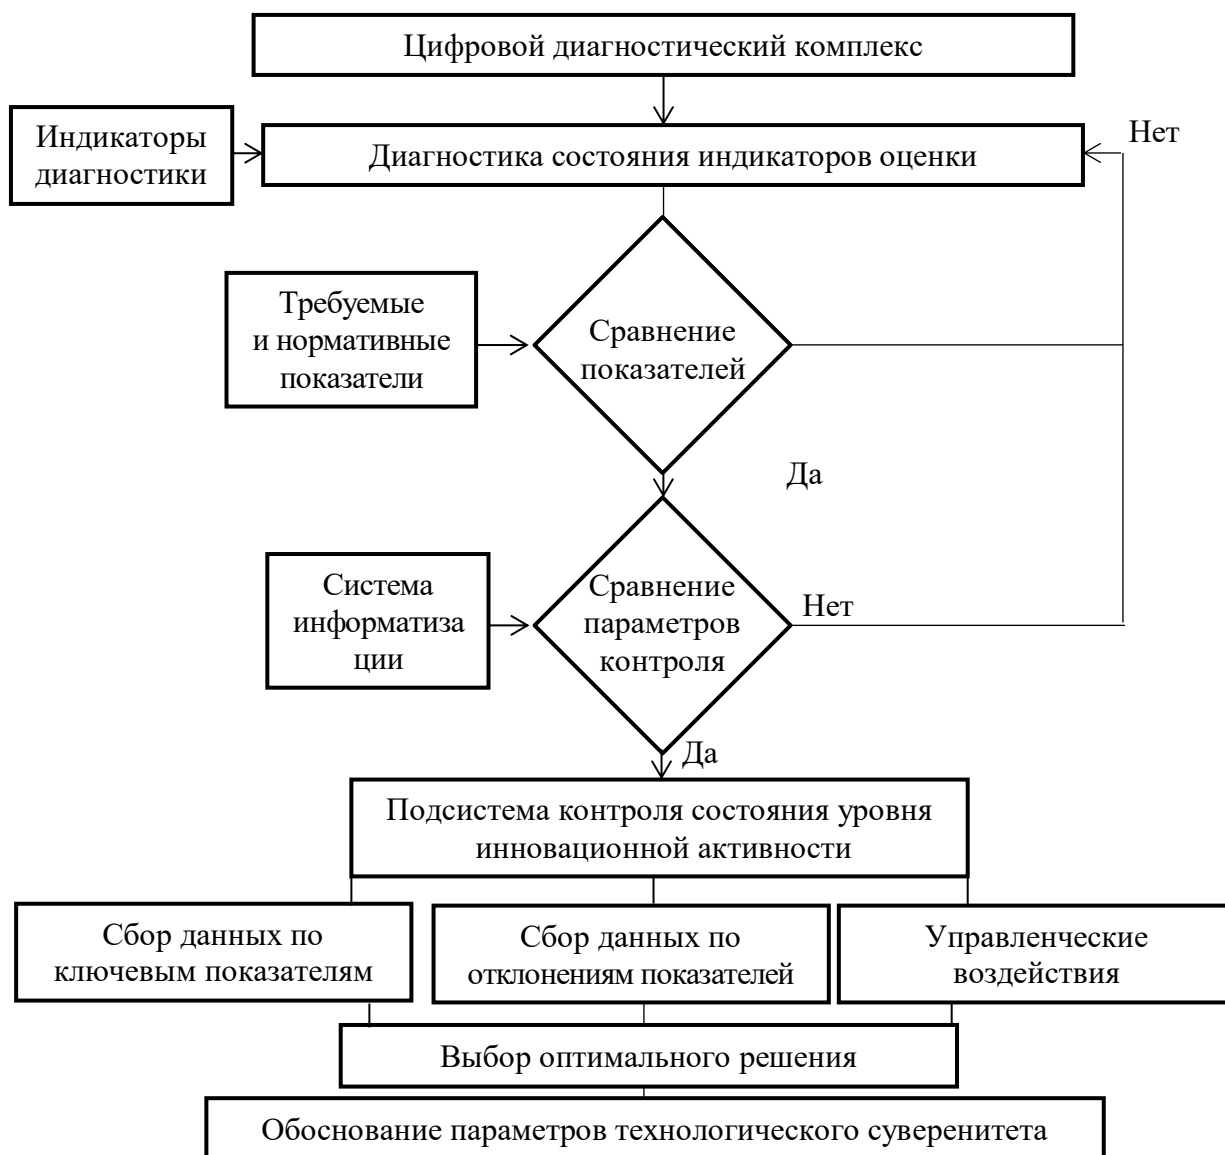 Цифровой диагностический комплекс
Индикаторы
диагностики
Диагностика состояния индикаторов оценки
Нет
Требуемые
и нормативные
показатели
Сравнение
показателей
Да
Система
информатиза
ции
Сравнение
параметров
контроля
Нет
Да
Подсистема контроля состояния уровня
инновационной активности
Сбор данных по
ключевым показателям
Сбор данных по
отклонениям показателей
Управленческие
воздействия
Выбор оптимального решения
Обоснование параметров технологического суверенитета